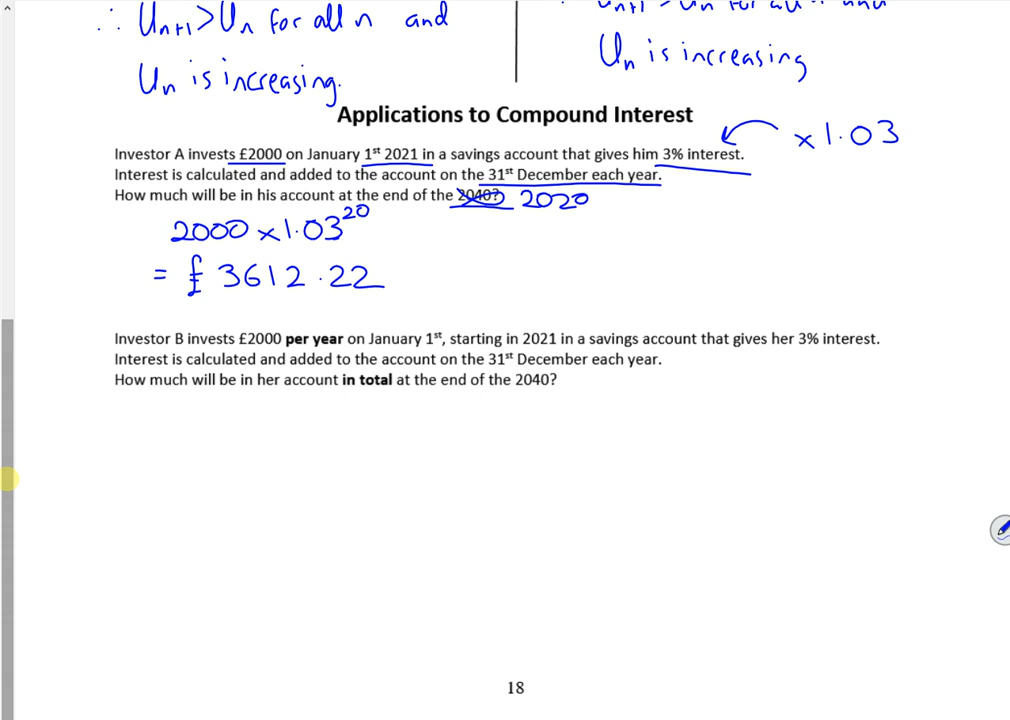 ∴ Un+1 > Un for all n and
Un is increasing.
Un is increasing
Applications to Compound Interest
× 1.03
Investor A invests £2000 on January 1st 2021 in a savings account that gives him 3% interest.
Interest is calculated and added to the account on the 31st December each year.
How much will be in his account at the end of the 2040? 2020
2000 × 1.03^20
= £ 3612.22
Investor B invests £2000 per year on January 1st, starting in 2021 in a savings account that gives her 3% interest.
Interest is calculated and added to the account on the 31st December each year.
How much will be in her account in total at the end of the 2040?
18